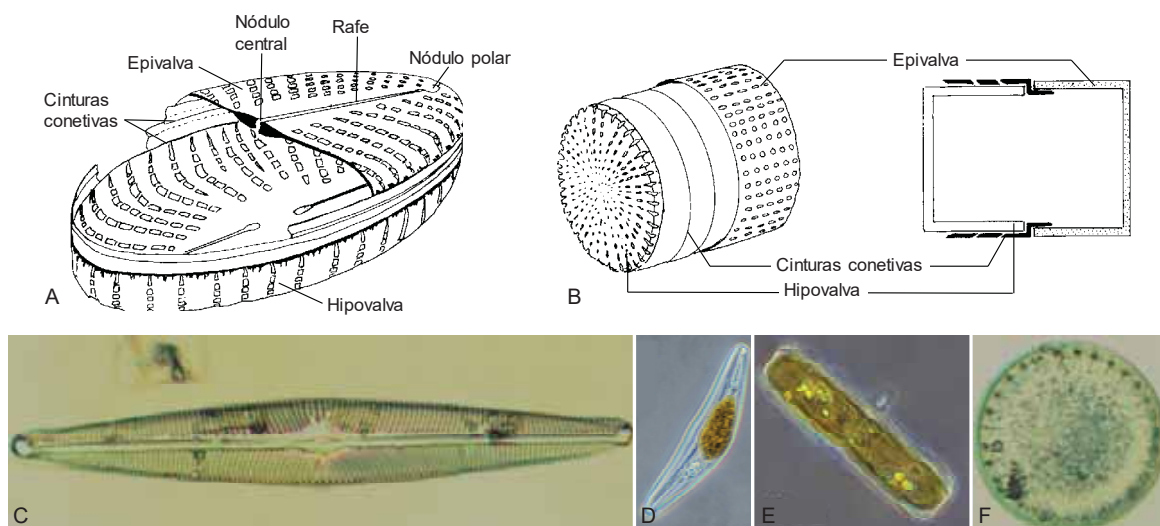 Nódulo
central
Rafe
Epivalva
Nódulo polar
Cinturas
conetivas
Hipovalva
A
Epivalva
Cinturas conetivas
Hipovalva
B
C
D
E
F